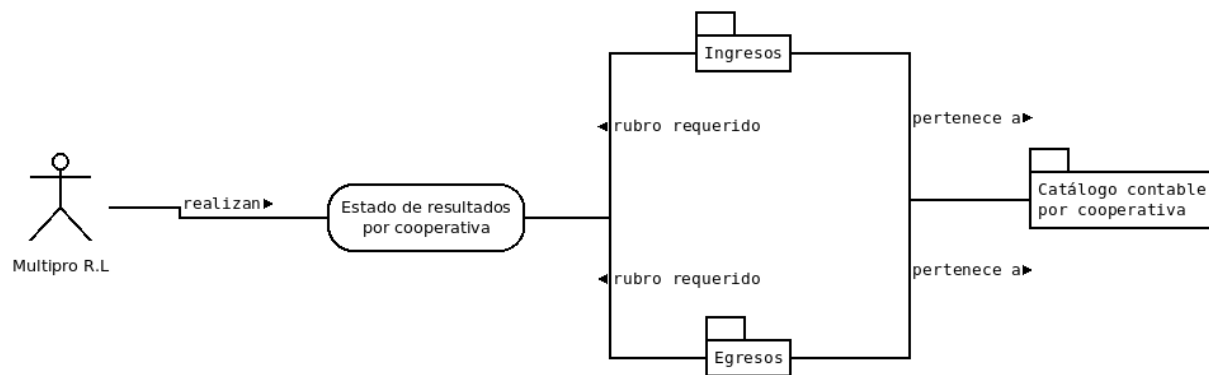 Ingresos
rubro requerido
pertenece a
realizan
Estado de resultados
por cooperativa
Catálogo contable
por cooperativa
Multipro R.L
rubro requerido
pertenece a
Egresos